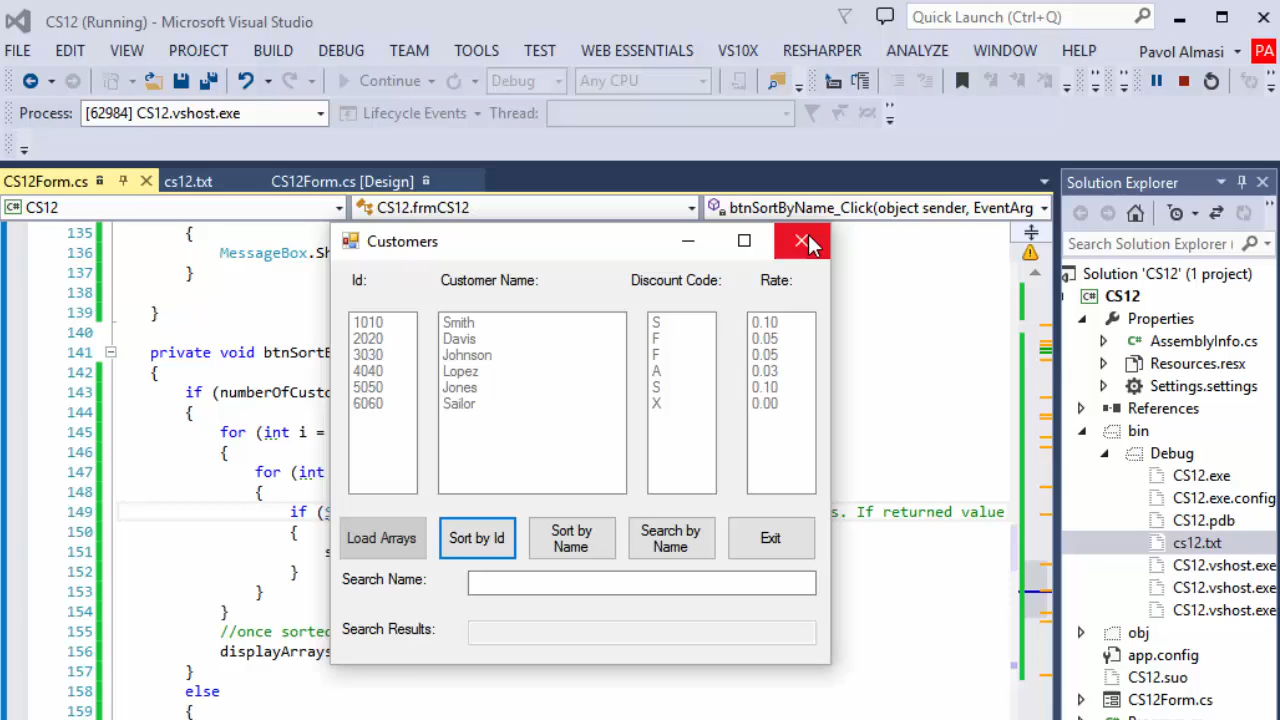 CS12 (Running) - Microsoft Visual Studio
Quick Launch (Ctrl+Q)
FILE EDIT VIEW PROJECT BUILD DEBUG TEAM TOOLS TEST WEB ESSENTIALS VS10X RESHARPER ANALYZE WINDOW HELP Pavol Almasi PA
Continue Debug Any CPU
Process: [62984] CS12.vshost.exe Lifecycle Events Thread:
CS12Form.cs cs12.txt CS12Form.cs [Design]
CS12 CS12.frmCS12 btnSortByName_Click(object sender, EventArg
135 {
136 MessageBox.Sh
137 }
138
139 }
140
141 private void btnSortB
142 {
143 if (numberOfCusto
144 {
145 for (int i =
146 {
147 for (int
148 {
149 if ( s. If returned value
150 {
151 s
152 }
153 }
154 }
155 //once sorted
156 displayArrays
157 }
158 else
159 {
Customers
Id: Customer Name: Discount Code: Rate:
1010 Smith S 0.10
2020 Davis F 0.05
3030 Johnson F 0.05
4040 Lopez A 0.03
5050 Jones S 0.10
6060 Sailor X 0.00
Load Arrays Sort by Id Sort by Name Search by Name Exit
Search Name:
Search Results:
Solution Explorer
Search Solution Explorer (
Solution 'CS12' (1 project)
CS12
Properties
AssemblyInfo.cs
Resources.resx
Settings.settings
References
bin
Debug
CS12.exe
CS12.exe.config
CS12.pdb
cs12.txt
CS12.vshost.exe
CS12.vshost.exe
CS12.vshost.exe
obj
app.config
CS12.suo
CS12Form.cs